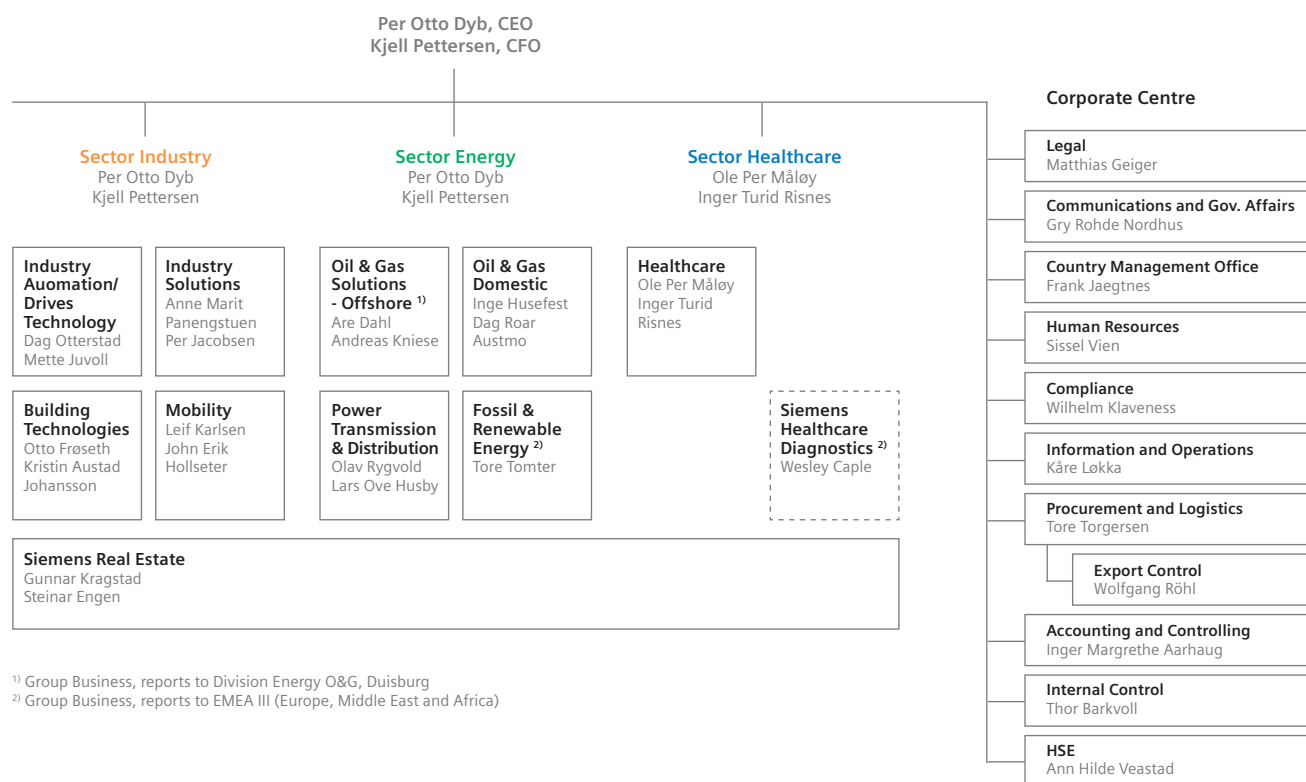 Per Otto Dyb, CEO
Kjell Pettersen, CFO
Sector Industry
Per Otto Dyb
Kjell Pettersen
Sector Energy
Per Otto Dyb
Kjell Pettersen
Sector Healthcare
Ole Per Måløy
Inger Turid Risnes
Industry
Auomation/
Drives
Technology
Dag Otterstad
Mette Juvoll
Industry
Solutions
Anne Marit
Panengstuen
Per Jacobsen
Oil & Gas
Solutions
- Offshore 1)
Are Dahl
Andreas Kniese
Oil & Gas
Domestic
Inge Husefest
Dag Roar
Austmo
Healthcare
Ole Per Måløy
Inger Turid
Risnes
Building
Technologies
Otto Frøseth
Kristin Austad
Johansson
Mobility
Leif Karlsen
John Erik
Hollseter
Power
Transmission
& Distribution
Olav Rygvold
Lars Ove Husby
Fossil &
Renewable
Energy 2)
Tore Tomter
Siemens
Healthcare
Diagnostics 2)
Wesley Caple
Siemens Real Estate
Gunnar Kragstad
Steinar Engen
1) Group Business, reports to Division Energy O&G, Duisburg
2) Group Business, reports to EMEA III (Europe, Middle East and Africa)
Corporate Centre
Legal
Matthias Geiger
Communications and Gov. Affairs
Gry Rohde Nordhus
Country Management Office
Frank Jaegtnes
Human Resources
Sissel Vien
Compliance
Wilhelm Klaveness
Information and Operations
Kåre Løkka
Procurement and Logistics
Tore Torgersen
Export Control
Wolfgang Röhl
Accounting and Controlling
Inger Margrethe Aarhaug
Internal Control
Thor Barkvoll
HSE
Ann Hilde Veastad